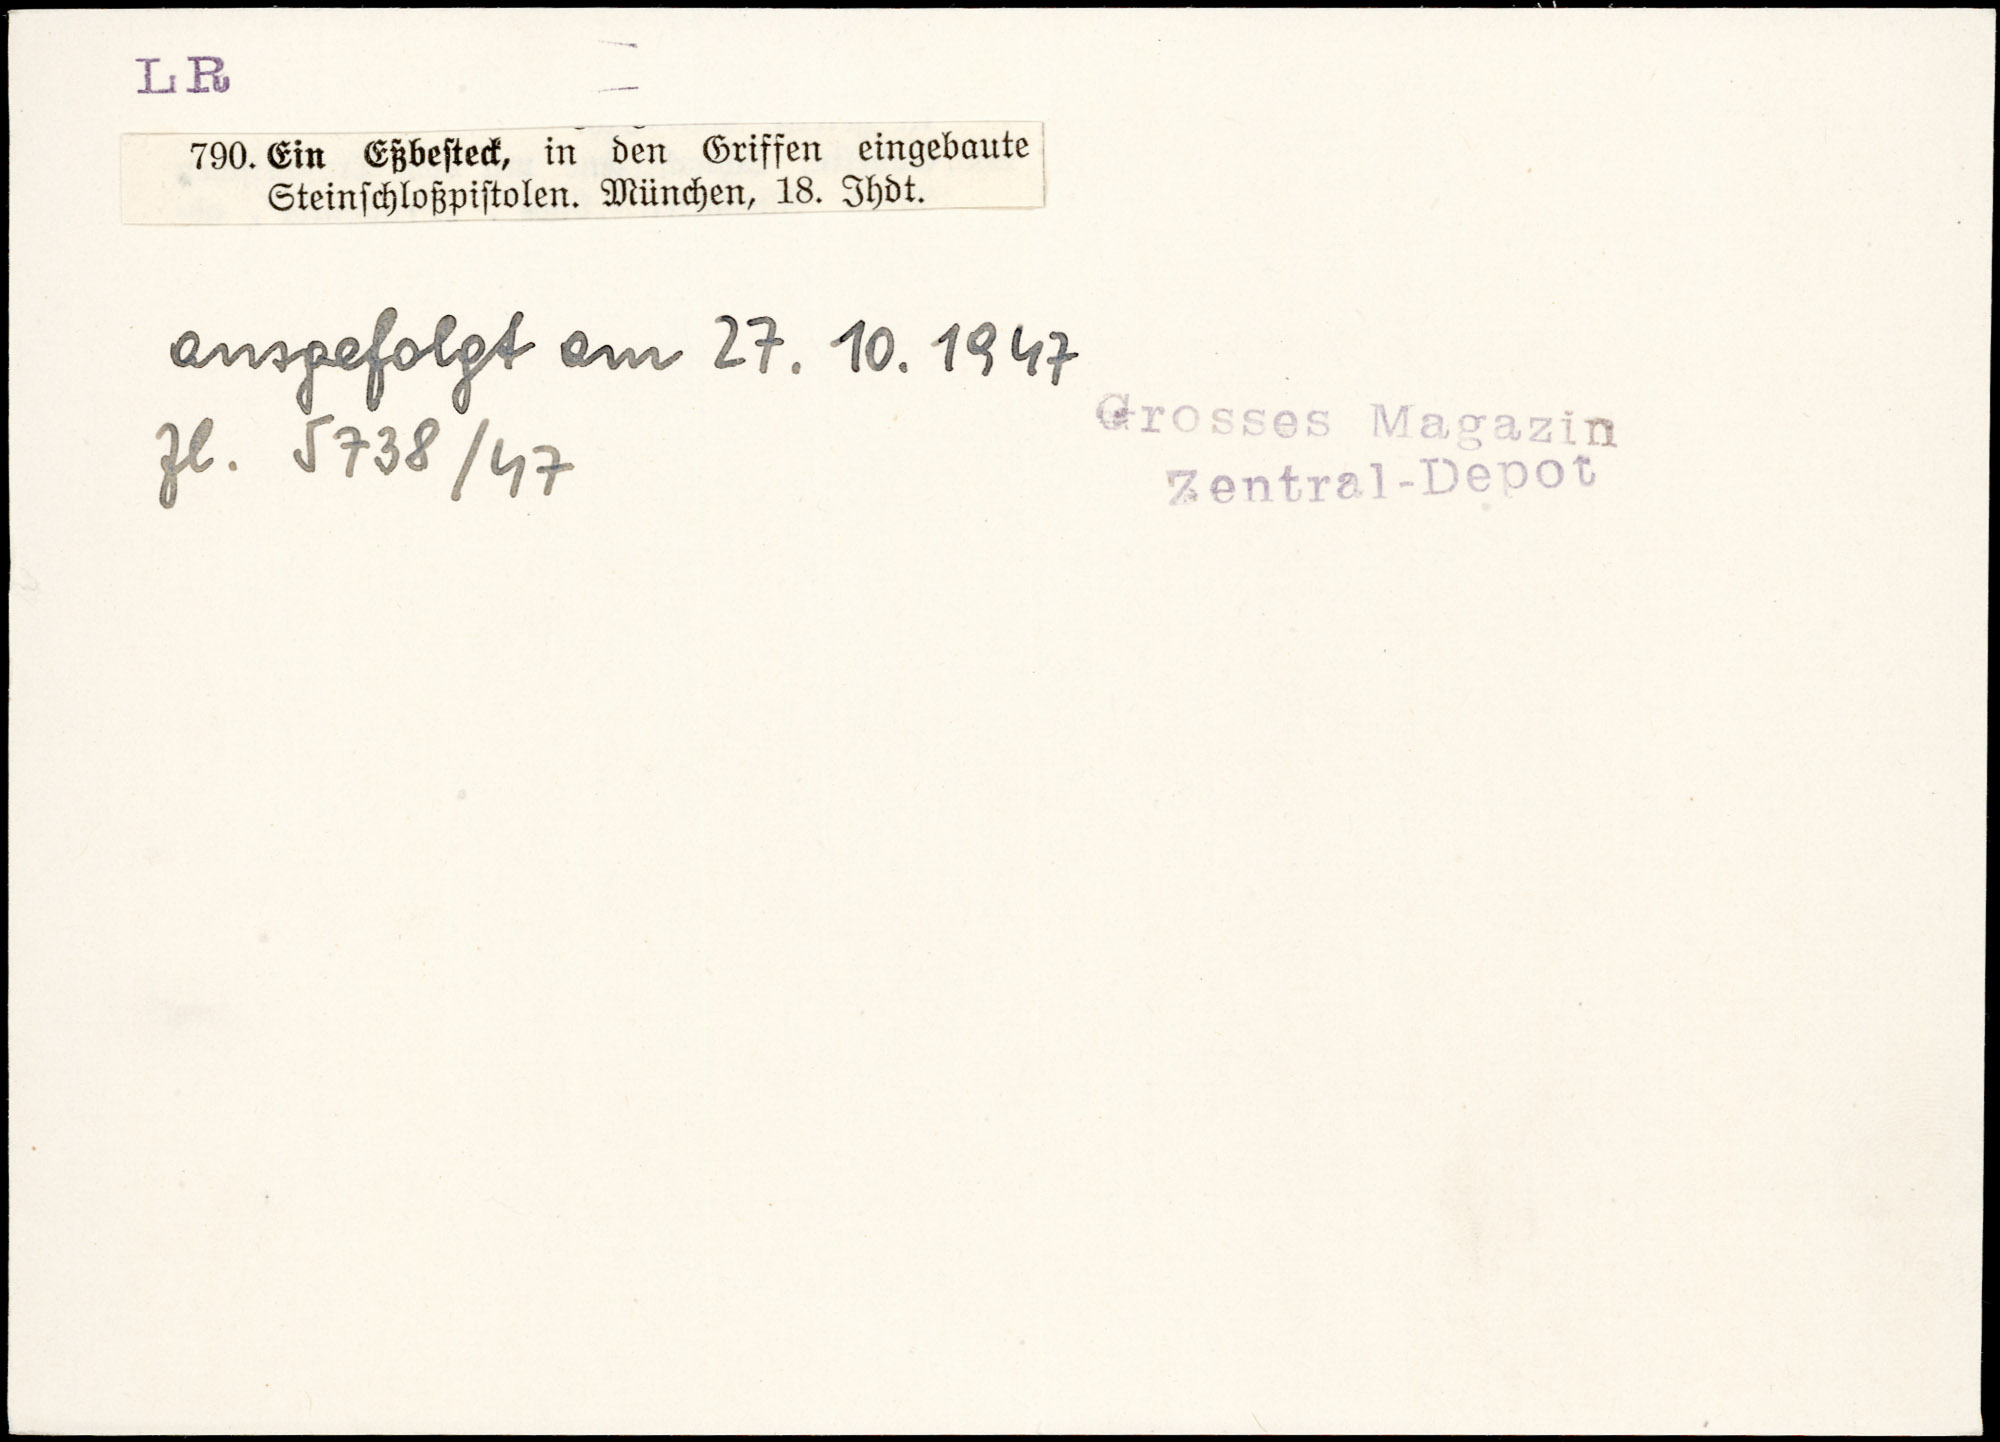 LR
790. Ein Eßbesteck, in den Griffen eingebaute
Steinschloßpistolen. München, 18. Ihdt.
ausgefolgt am 27. 10. 1947
Zl. 5738/47
Grosses Magazin
Zentral-Depot